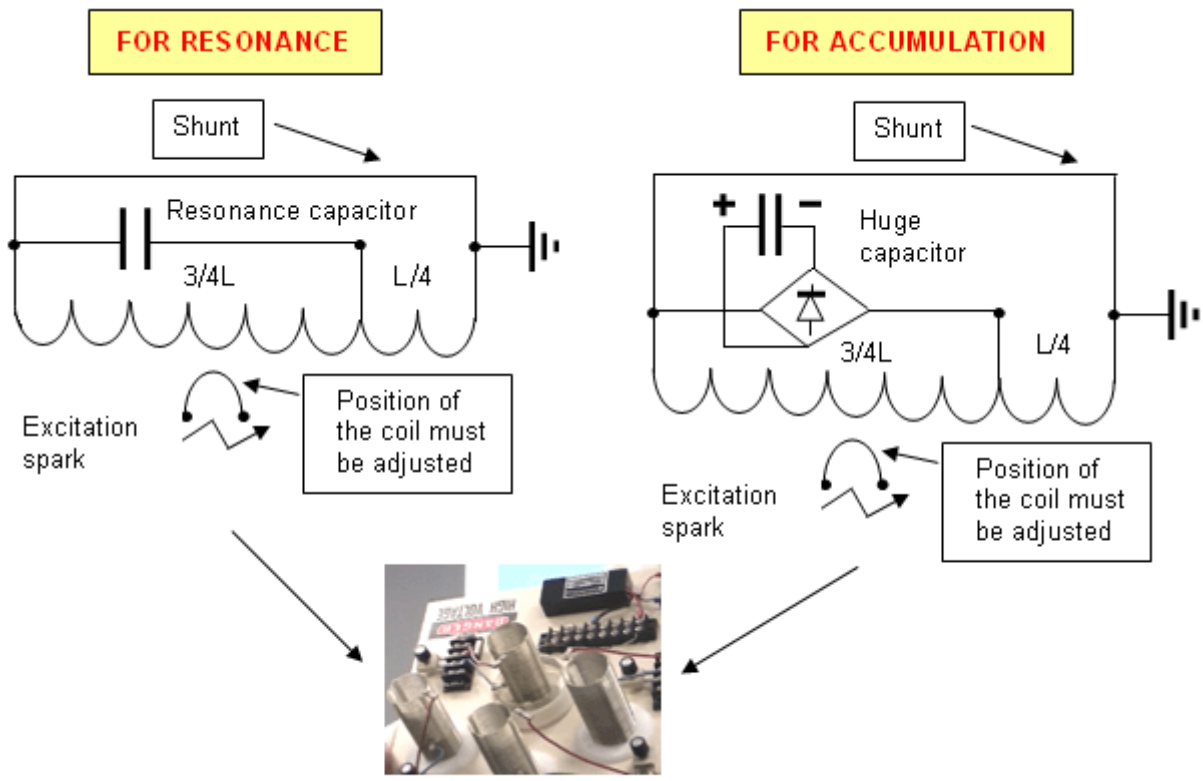 FOR RESONANCE
Shunt
Resonance capacitor
3/4L
L/4
Excitation
spark
Position of
the coil must
be adjusted
FOR ACCUMULATION
Shunt
+
–
Huge
capacitor
3/4L
L/4
Excitation
spark
Position of
the coil must
be adjusted
DANGER
HIGH VOLTAGE